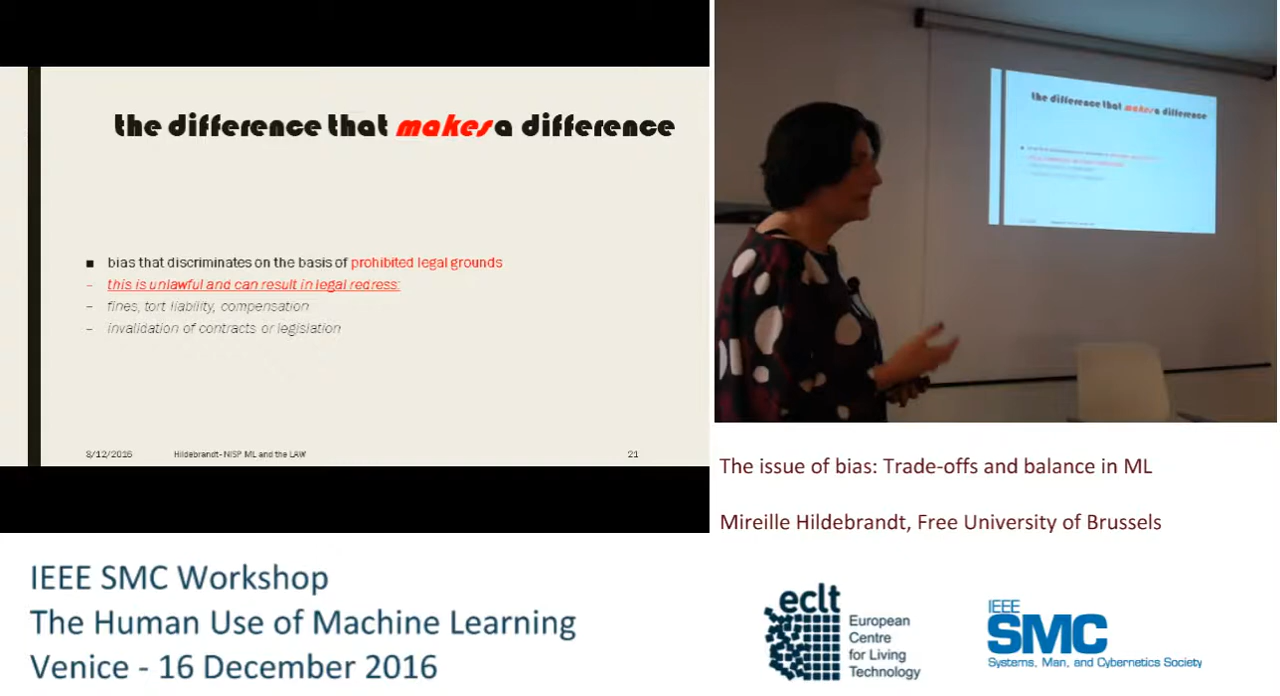 the difference that makes a difference
■ bias that discriminates on the basis of prohibited legal grounds
– this is unlawful and can result in legal redress:
– fines, tort liability, compensation
– invalidation of contracts or legislation
8/12/2016 Hildebrandt- NISP ML and the LAW 21
the difference that makes a difference
The issue of bias: Trade-offs and balance in ML
Mireille Hildebrandt, Free University of Brussels
IEEE SMC Workshop
The Human Use of Machine Learning
Venice - 16 December 2016
eclt
European
Centre
for Living
Technology
IEEE
SMC
Systems, Man, and Cybernetics Society